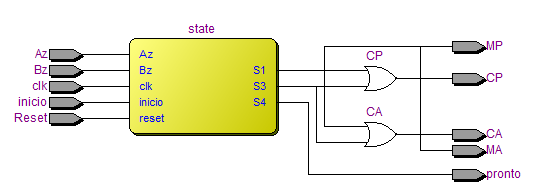 state
CP
MP
Az
Az
Bz
Bz
S1
CP
clk
clk
S3
inicio
inicio
S4
CA
Reset
reset
CA
MA
pronto